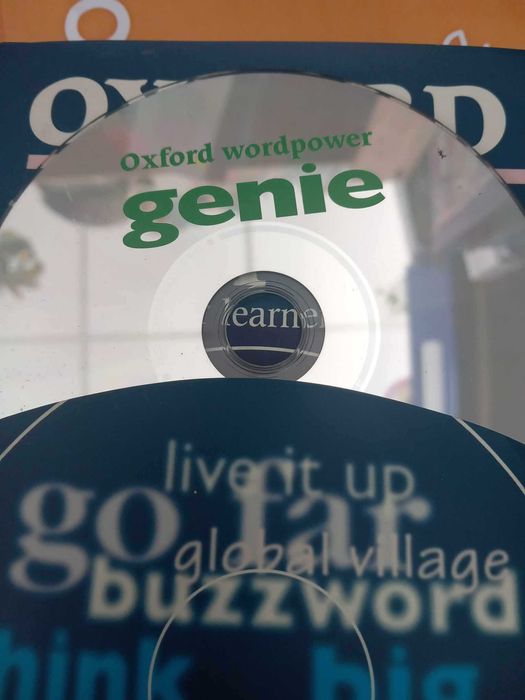 Oxford wordpower
genie
learne
live it up
go far
global village
buzzword
think big